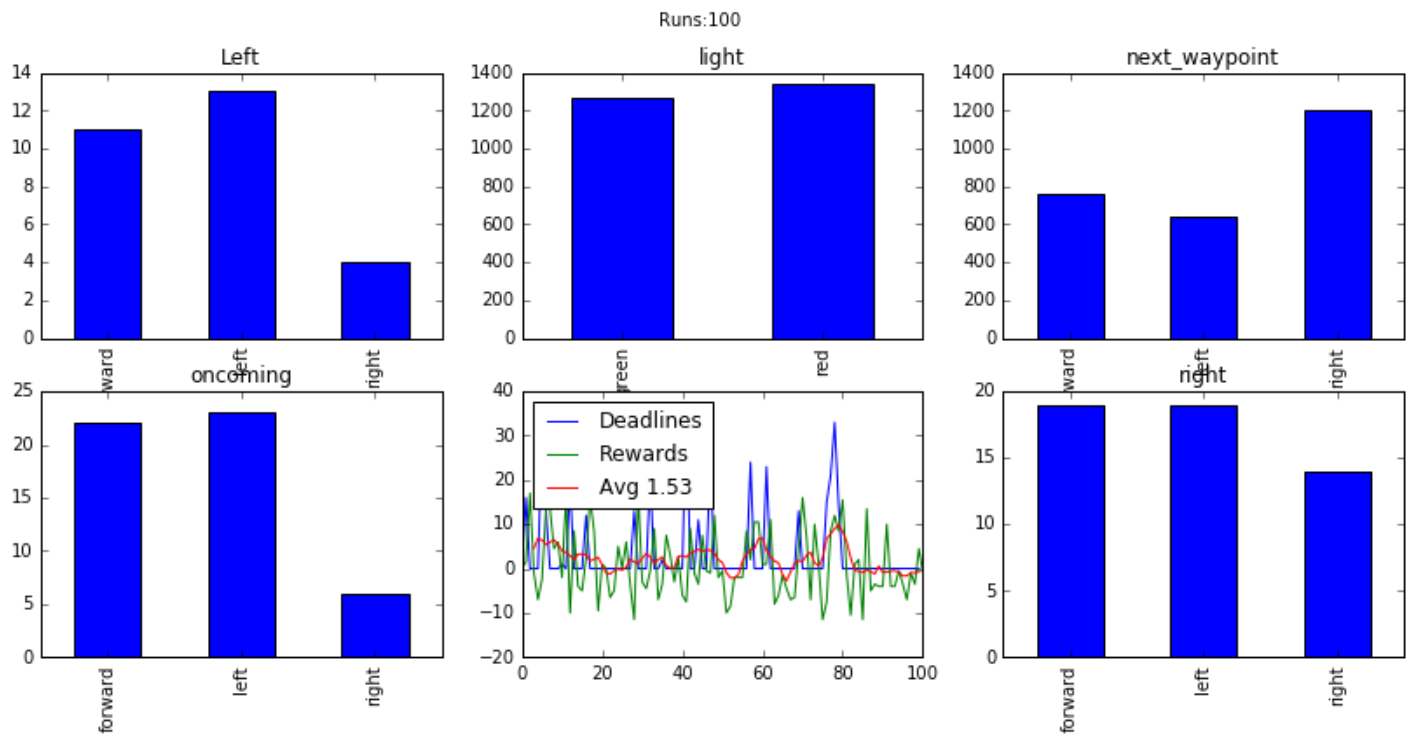 Runs:100
Left
14
12
10
8
6
4
2
0
ward
left
right
light
1400
1200
1000
800
600
400
200
0
green
red
next_waypoint
1400
1200
1000
800
600
400
200
0
ward
left
right
oncoming
25
20
15
10
5
0
forward
left
right
40
30
20
10
0
−10
−20
0 20 40 60 80 100
Deadlines
Rewards
Avg 1.53
right
20
15
10
5
0
forward
left
right